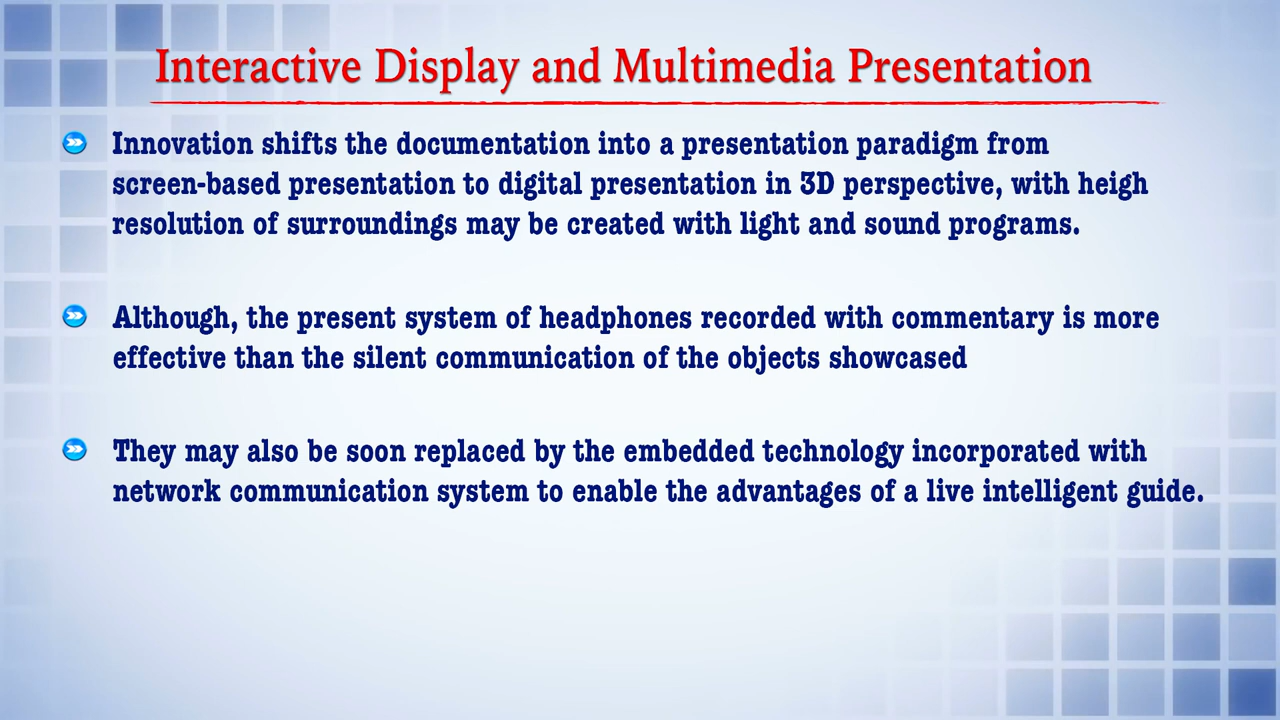 Interactive Display and Multimedia Presentation
Innovation shifts the documentation into a presentation paradigm from
screen-based presentation to digital presentation in 3D perspective, with heigh
resolution of surroundings may be created with light and sound programs.
Although, the present system of headphones recorded with commentary is more
effective than the silent communication of the objects showcased
They may also be soon replaced by the embedded technology incorporated with
network communication system to enable the advantages of a live intelligent guide.